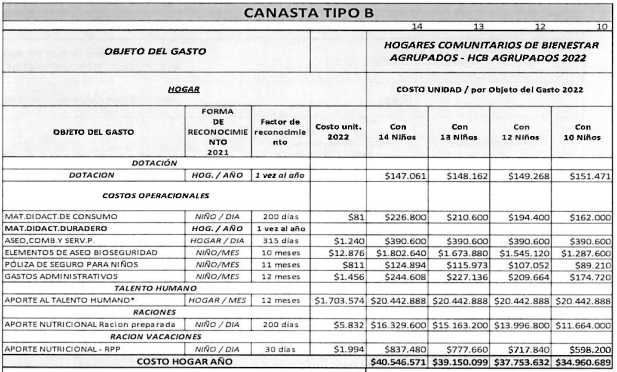 CANASTA TIPO B
14 13 12 10
OBJETO DEL GASTO
HOGARES COMUNITARIOS DE BIENESTAR
AGRUPADOS - HCB AGRUPADOS 2022
HOGAR
COSTO UNIDAD / por Objeto del Gasto 2022
OBJETO DEL GASTO
FORMA
DE
RECONOCIMIE
NTO
2021
Factor de
reconocimie
nto
Costo unit.
2022
Con
14 Niños
Con
13 Niños
Con
12 Niños
Con
10 Niños
DOTACIÓN
DOTACION HOG. / AÑO 1 vez al año $147.061 $148.162 $149.268 $151.471
COSTOS OPERACIONALES
MAT.DIDACT.DE CONSUMO NIÑO / DIA 200 días $81 $226.800 $210.600 $194.400 $162.000
MAT.DIDACT.DURADERO HOG. / AÑO 1 vez al año
ASEO,COMB.Y SERV.P. HOGAR / DIA 315 días $1.240 $390.600 $390.600 $390.600 $390.600
ELEMENTOS DE ASEO BIOSEGURIDAD NIÑO/MES 10 meses $12.876 $1.802.640 $1.673.880 $1.545.120 $1.287.600
PÓLIZA DE SEGURO PARA NIÑOS NIÑO/MES 11 meses $811 $124.894 $115.973 $107.052 $89.210
GASTOS ADMINISTRATIVOS NIÑO/MES 12 meses $1.456 $244.608 $227.136 $209.664 $174.720
TALENTO HUMANO
APORTE AL TALENTO HUMANO* HOGAR / MES 12 meses $1.703.574 $20.442.888 $20.442.888 $20.442.888 $20.442.888
RACIONES
APORTE NUTRICIONAL Racion preparada NIÑO / DIA 200 días $5.832 $16.329.600 $15.163.200 $13.996.800 $11.664.000
RACION VACACIONES
APORTE NUTRICIONAL - RPP NIÑO / DIA 30 días $1.994 $837.480 $777.660 $717.840 $598.200
COSTO HOGAR AÑO $40.546.571 $39.150.099 $37.753.632 $34.960.689